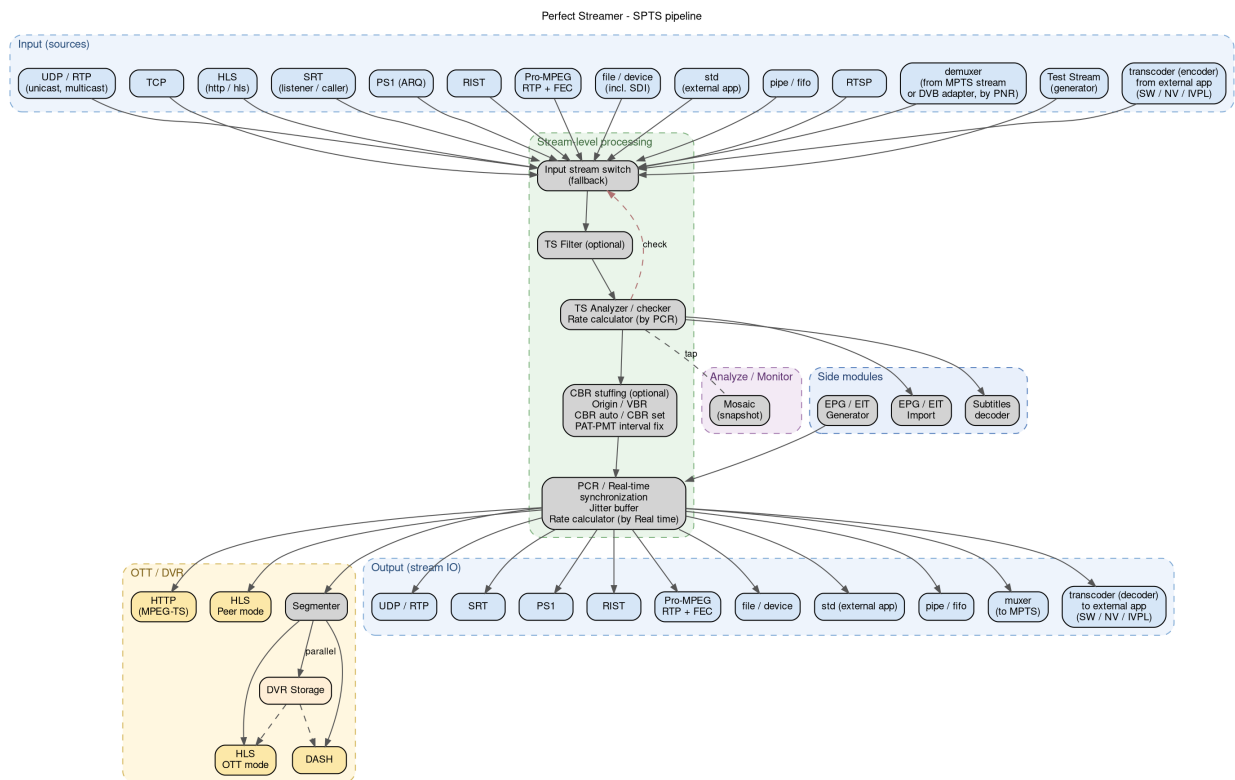 Perfect Streamer - SPTS pipeline
Input (sources)
UDP / RTP
(unicast, multicast)
TCP
HLS
(http / hls)
SRT
(listener / caller)
PS1 (ARQ)
RIST
Pro-MPEG
RTP + FEC
file / device
(incl. SDI)
std
(external app)
pipe / fifo
RTSP
demuxer
(from MPTS stream
or DVB adapter, by PNR)
Test Stream
(generator)
transcoder (encoder)
from external app
(SW / NV / IVPL)
Stream-level processing
Input stream switch
(fallback)
TS Filter (optional)
check
TS Analyzer / checker
Rate calculator (by PCR)
tap
CBR stuffing (optional)
Origin / VBR
CBR auto / CBR set
PAT-PMT interval fix
Analyze / Monitor
Mosaic
(snapshot)
Side modules
EPG / EIT
Generator
EPG / EIT
Import
Subtitles
decoder
PCR / Real-time
synchronization
Jitter buffer
Rate calculator (by Real time)
OTT / DVR
HTTP
(MPEG-TS)
HLS
Peer mode
Segmenter
parallel
DVR Storage
HLS
OTT mode
DASH
Output (stream IO)
UDP / RTP
SRT
PS1
RIST
Pro-MPEG
RTP + FEC
file / device
std (external app)
pipe / fifo
muxer
(to MPTS)
transcoder (decoder)
to external app
(SW / NV / IVPL)